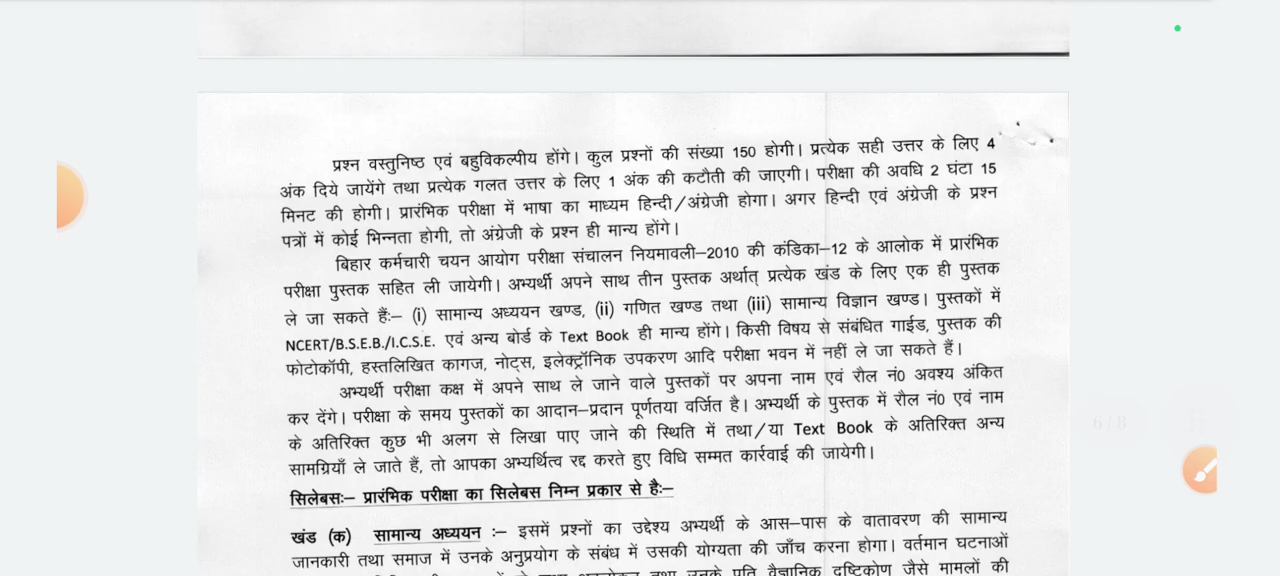 प्रश्न वस्तुनिष्ठ एवं बहुविकल्पीय होंगे। कुल प्रश्नों की संख्या 150 होगी। प्रत्येक सही उत्तर के लिए 4
अंक दिये जायेंगे तथा प्रत्येक गलत उत्तर के लिए 1 अंक की कटौती की जाएगी। परीक्षा की अवधि 2 घंटा 15
मिनट की होगी। प्रारंभिक परीक्षा में भाषा का माध्यम हिन्दी/अंग्रेजी होगा। अगर हिन्दी एवं अंग्रेजी के प्रश्न
पत्रों में कोई भिन्नता होगी, तो अंग्रेजी के प्रश्न ही मान्य होंगे।
बिहार कर्मचारी चयन आयोग परीक्षा संचालन नियमावली–2010 की कंडिका–12 के आलोक में प्रारंभिक
परीक्षा पुस्तक सहित ली जायेगी। अभ्यर्थी अपने साथ तीन पुस्तक अर्थात् प्रत्येक खंड के लिए एक ही पुस्तक
ले जा सकते हैंः– (i) सामान्य अध्ययन खण्ड, (ii) गणित खण्ड तथा (iii) सामान्य विज्ञान खण्ड। पुस्तकों में
NCERT/B.S.E.B./I.C.S.E. एवं अन्य बोर्ड के Text Book ही मान्य होंगे। किसी विषय से संबंधित गाईड, पुस्तक की
फोटोकॉपी, हस्तलिखित कागज, नोट्स, इलेक्ट्रॉनिक उपकरण आदि परीक्षा भवन में नहीं ले जा सकते हैं।
अभ्यर्थी परीक्षा कक्ष में अपने साथ ले जाने वाले पुस्तकों पर अपना नाम एवं रौल नं0 अवश्य अंकित
कर देंगे। परीक्षा के समय पुस्तकों का आदान–प्रदान पूर्णतया वर्जित है। अभ्यर्थी के पुस्तक में रौल नं0 एवं नाम
के अतिरिक्त कुछ भी अलग से लिखा पाए जाने की स्थिति में तथा/या Text Book के अतिरिक्त अन्य
सामग्रियाँ ले जाते हैं, तो आपका अभ्यर्थित्व रद्द करते हुए विधि सम्मत कार्रवाई की जायेगी।
सिलेबसः– प्रारंभिक परीक्षा का सिलेबस निम्न प्रकार से हैः–
खंड (क) सामान्य अध्ययन :– इसमें प्रश्नों का उद्देश्य अभ्यर्थी के आस–पास के वातावरण की सामान्य
जानकारी तथा समाज में उनके अनुप्रयोग के संबंध में उसकी योग्यता की जाँच करना होगा। वर्तमान घटनाओं
तथा उनके प्रति वैज्ञानिक दृष्टिकोण जैसे मामलों की
6/8